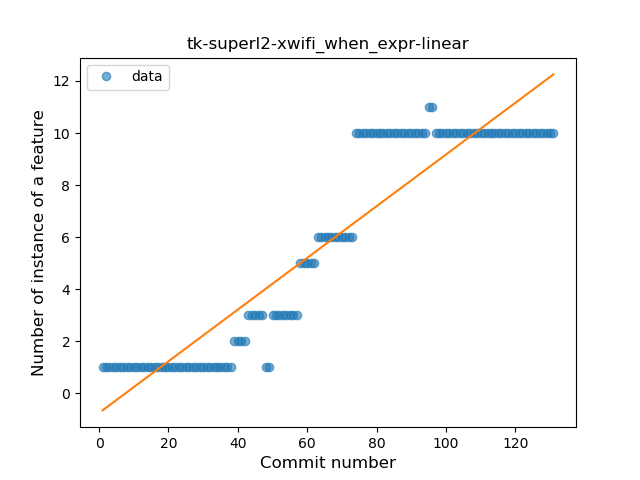 tk-superl2-xwifi_when_expr-linear
data
Number of instance of a feature
12
10
8
6
4
2
0
0 20 40 60 80 100 120
Commit number